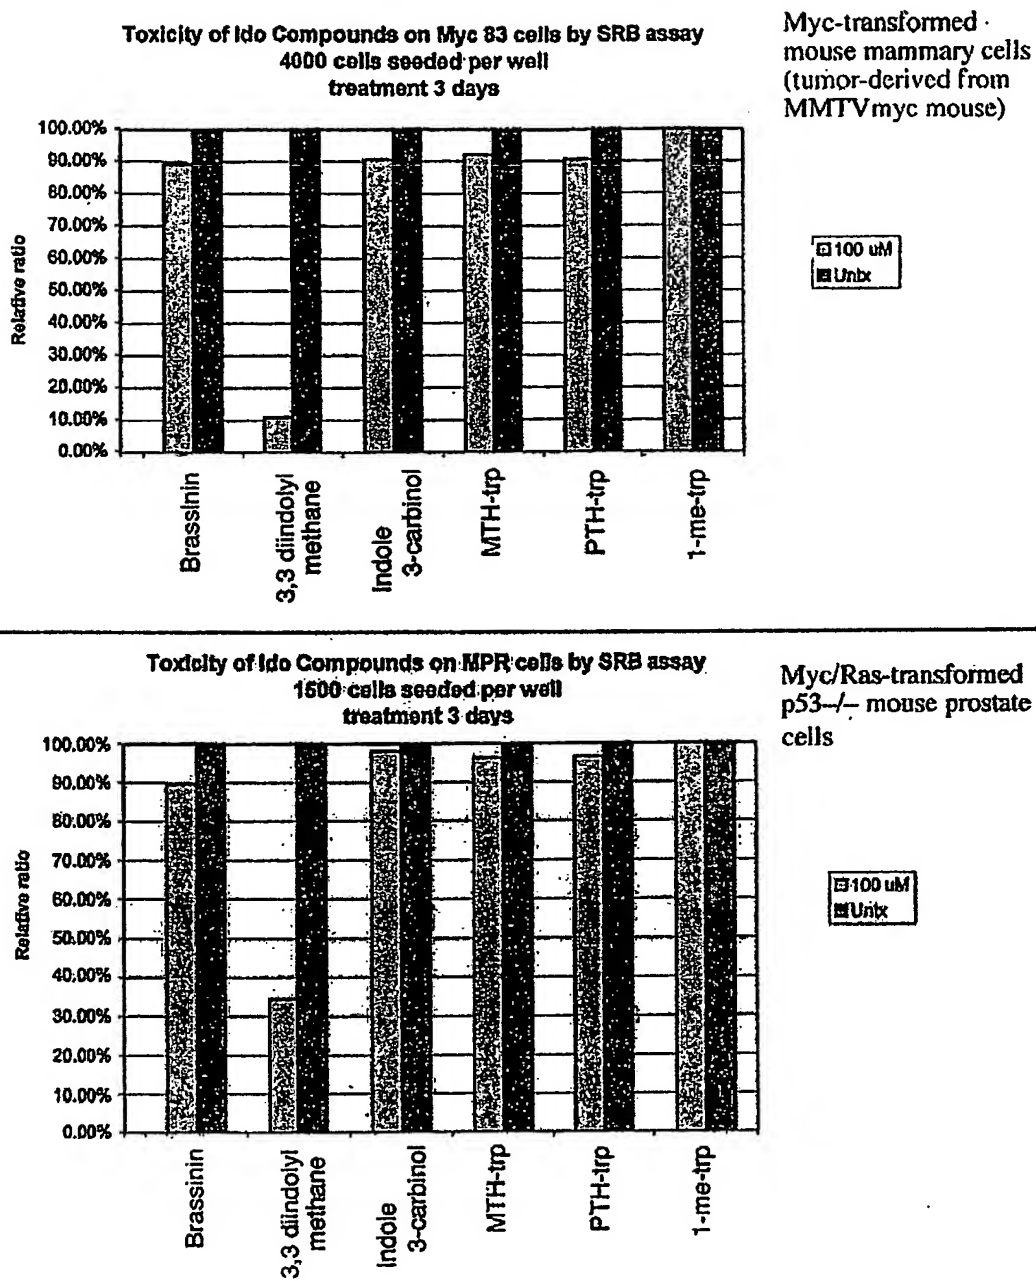 Toxicity of Ido Compounds on Myc 83 cells by SRB assay
4000 cells seeded per well
treatment 3 days
Myc-transformed
mouse mammary cells
(tumor-derived from
MMTVmyc mouse)
Relative ratio
100.00%
90.00%
80.00%
70.00%
60.00%
50.00%
40.00%
30.00%
20.00%
10.00%
0.00%
100 uM
Untx
Brassinin
3,3 diindolyl
methane
Indole
3-carbinol
MTH-trp
PTH-trp
1-me-trp
Toxicity of Ido Compounds on MPR cells by SRB assay
1500 cells seeded per well
treatment 3 days
Myc/Ras-transformed
p53-/- mouse prostate
cells
Relative ratio
100.00%
90.00%
80.00%
70.00%
60.00%
50.00%
40.00%
30.00%
20.00%
10.00%
0.00%
100 uM
Untx
Brassinin
3,3 diindolyl
methane
Indole
3-carbinol
MTH-trp
PTH-trp
1-me-trp